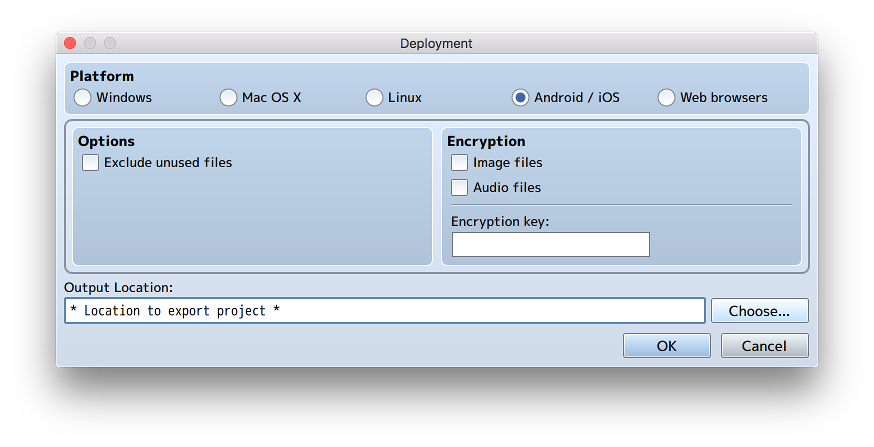 Deployment
Platform
Windows Mac OS X Linux Android / iOS Web browsers
Options
Exclude unused files
Encryption
Image files
Audio files
Encryption key:
Output Location:
* Location to export project * Choose...
OK Cancel